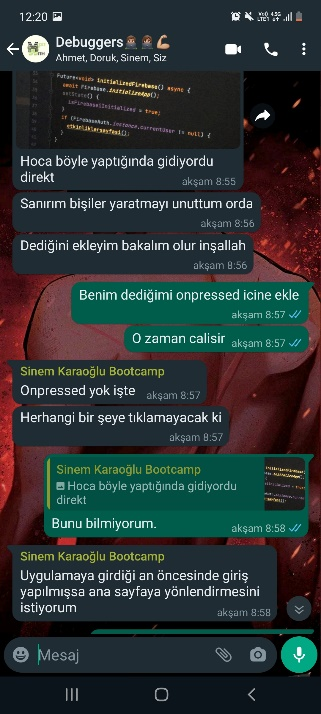 12:20
Debuggers
Ahmet, Doruk, Sinem, Siz
Future<void> initializeFirebase() async {
await Firebase.initializeApp();
setState() {
isFirebaseInitialized = true;
}
if (FirebaseAuth.instance.currentUser != null) {
etkinliklersayfesi();
}
Hoca böyle yaptığında gidiyordu
direkt
akşam 8:55
Sanırım bişiler yaratmayı unuttum orda
akşam 8:56
Dediğini ekleyim bakalım olur inşallah
akşam 8:56
Benim dediğimi onpressed icine ekle
akşam 8:57
O zaman calisir akşam 8:57
Sinem Karaoğlu Bootcamp
Onpressed yok işte akşam 8:57
Herhangi bir şeye tıklamayacak ki
akşam 8:57
Sinem Karaoğlu Bootcamp
Hoca böyle yaptığında gidiyordu
direkt
Bunu bilmiyorum. akşam 8:58
Sinem Karaoğlu Bootcamp
Uygulamaya girdiği an öncesinde giriş
yapılmışsa ana sayfaya yönlendirmesini
istiyorum akşam 8:58
Mesaj